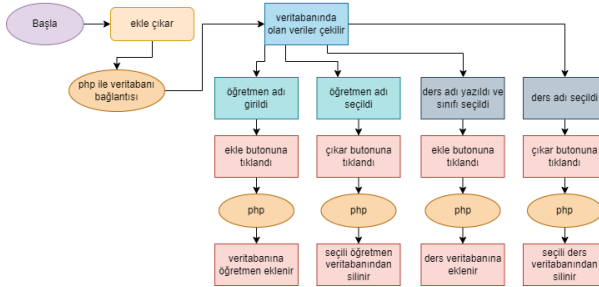 Başla
ekle çıkar
veritabanında
olan veriler çekilir
php ile veritabanı
bağlantısı
öğretmen adı
girildi
öğretmen adı
seçildi
ders adı yazıldı ve
sınıfı seçildi
ders adı seçildi
ekle butonuna
tıklandı
çıkar butonuna
tıklandı
ekle butonuna
tıklandı
çıkar butonuna
tıklandı
php
php
php
php
veritabanına
öğretmen eklenir
seçili öğretmen
veritabanından
silinir
ders veritabanına
eklenir
seçili ders
veritabanından
silinir